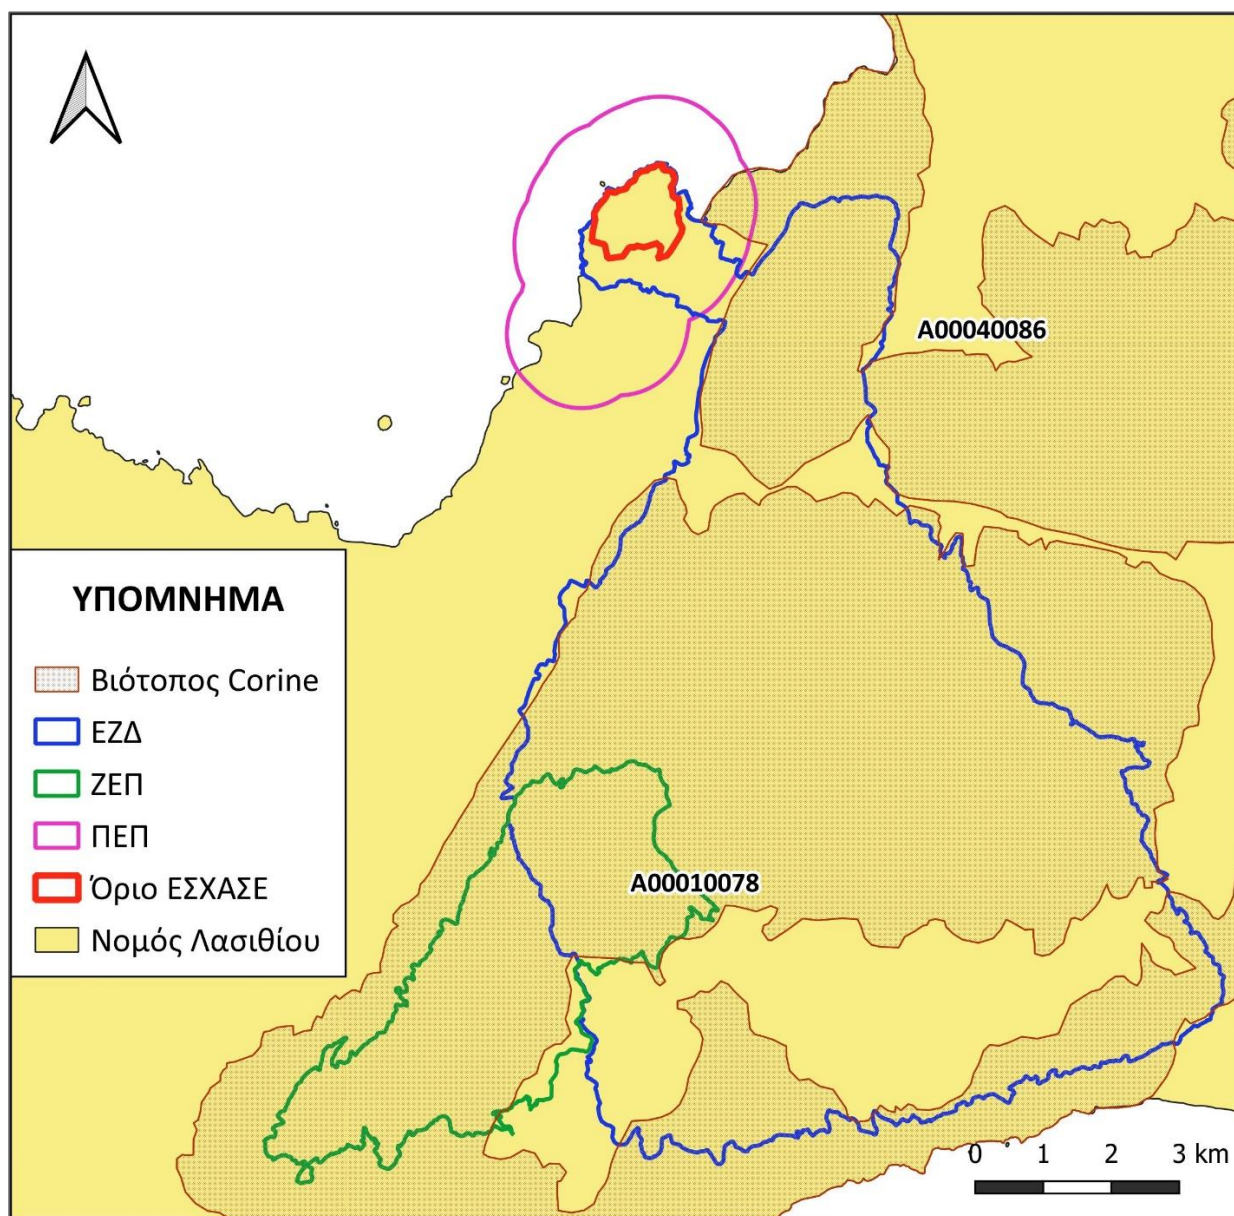 A00040086
ΥΠΟΜΝΗΜΑ
Βιότοπος Corine
ΕΖΔ
ΖΕΠ
ΠΕΠ
Όριο ΕΣΧΑΣΕ
Νομός Λασιθίου
A00010078
0 1 2 3 km